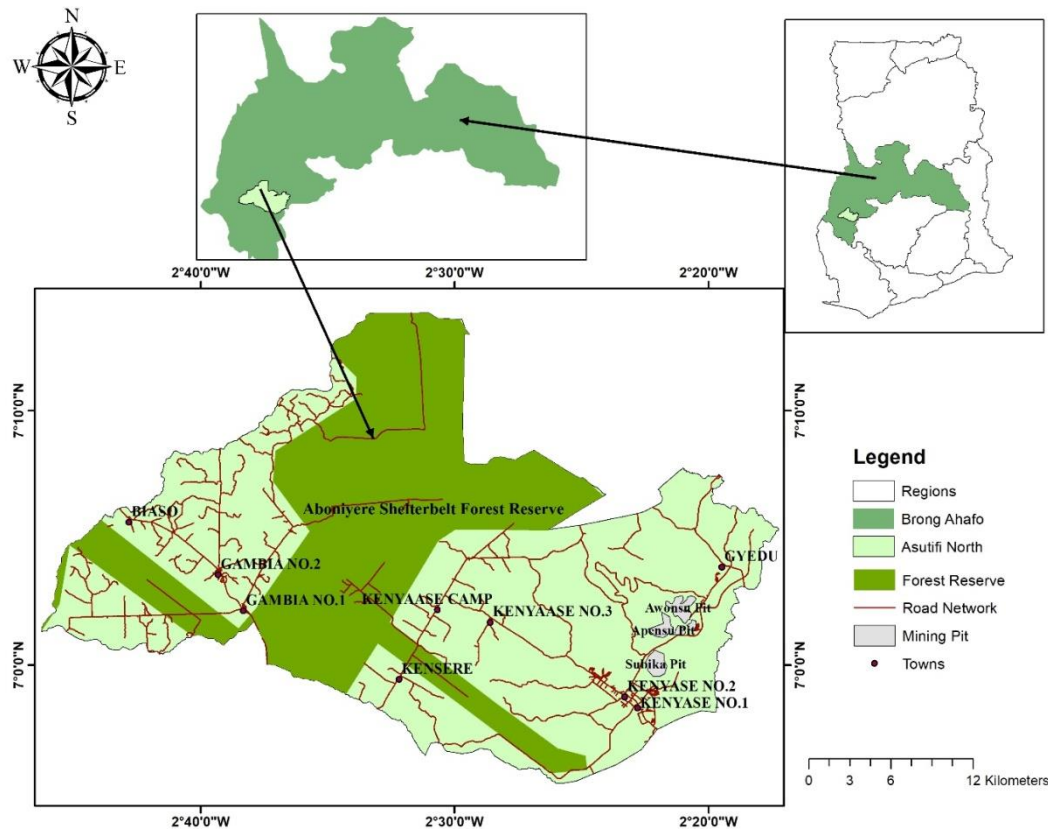 N
W E
S
2°40'0"W 2°30'0"W 2°20'0"W
7°10'0"N 7°10'0"N
Aboniyere Shelterbelt Forest Reserve
BIASO
GYEDU
GAMBIA NO.2
GAMBIA NO.1
KENYAASE CAMP
KENYAASE NO.3
Awonsu Pit
Apensu Pit
Subika Pit
7°0'0"N 7°0'0"N
KENSERE
KENYASE NO.2
KENYASE NO.1
2°40'0"W 2°30'0"W 2°20'0"W
Legend
Regions
Brong Ahafo
Asutifi North
Forest Reserve
Road Network
Mining Pit
Towns
0 3 6 12 Kilometers